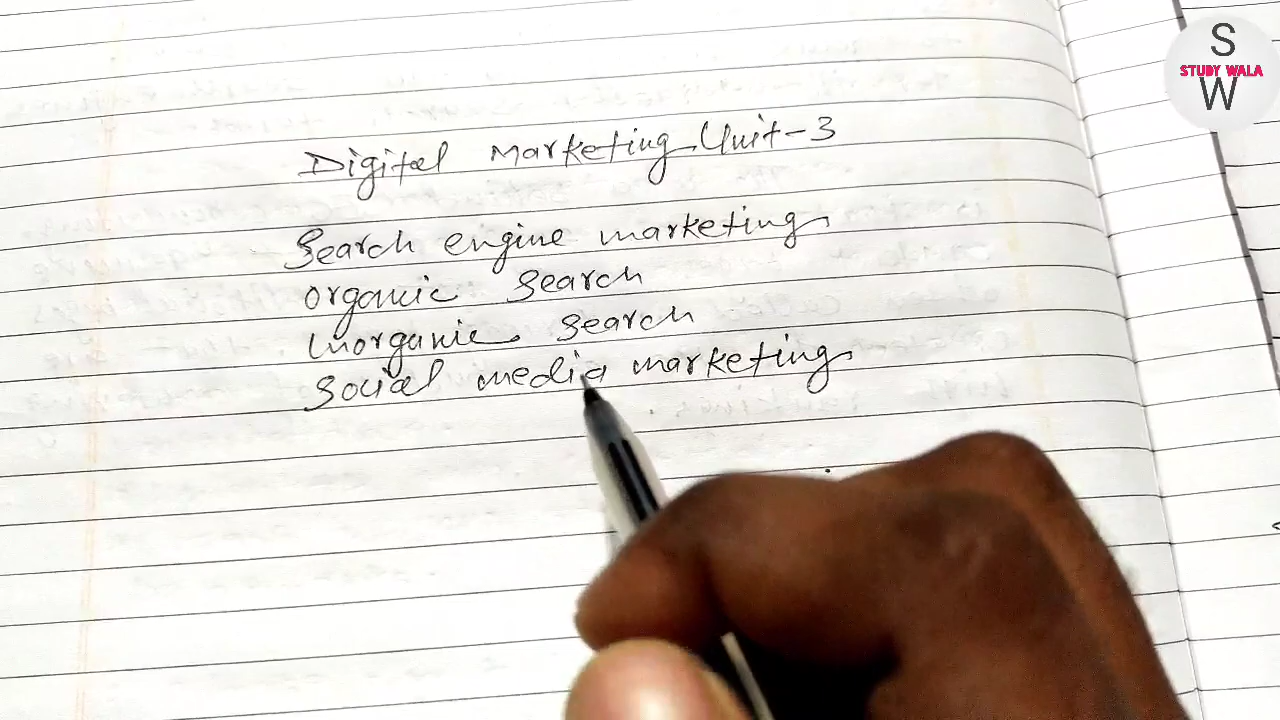 S
STUDY WALA
W
Digital Marketing Unit-3
Search engine marketing
Organic search
Inorganic search
Social media marketing